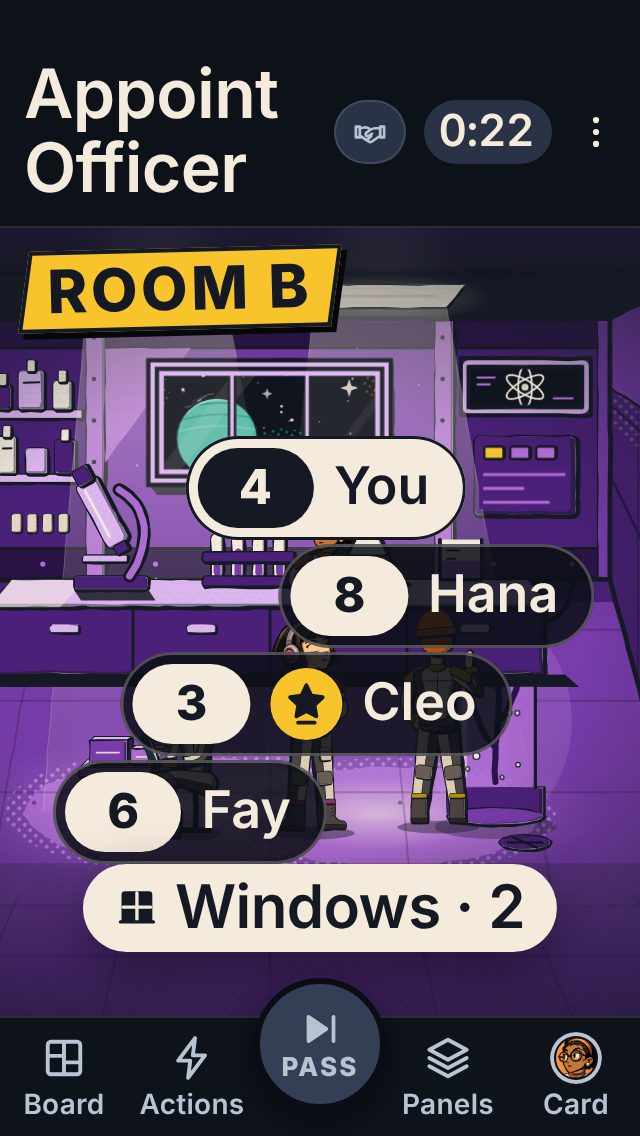 Appoint
Officer
0:22
ROOM B
4 You
8 Hana
3 Cleo
6 Fay
Windows · 2
PASS
Board
Actions
Panels
Card